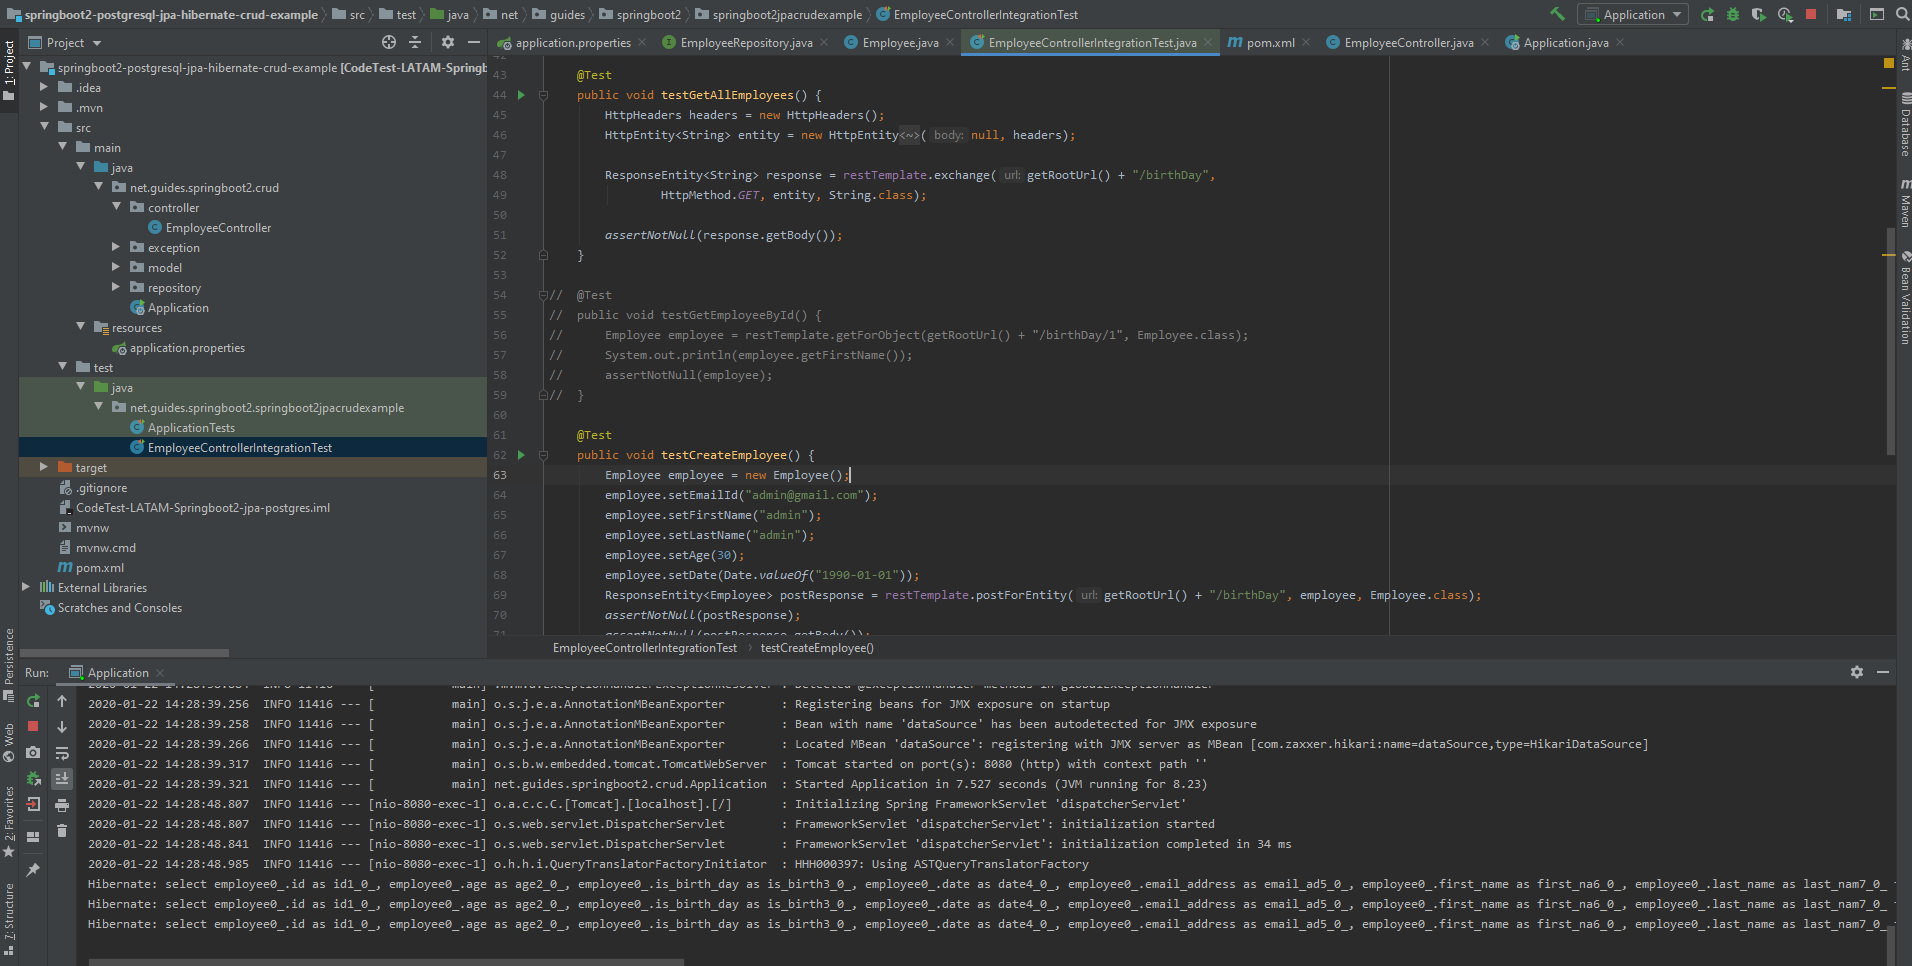 springboot2-postgresql-jpa-hibernate-crud-example src test java net guides springboot2 springboot2jpacrudexample EmployeeControllerIntegrationTest Application
1: Project
Project
application.properties EmployeeRepository.java Employee.java EmployeeControllerIntegrationTest.java pom.xml EmployeeController.java Application.java
springboot2-postgresql-jpa-hibernate-crud-example [CodeTest-LATAM-Springb
.idea
.mvn
src
main
java
net.guides.springboot2.crud
controller
EmployeeController
exception
model
repository
Application
resources
application.properties
test
java
net.guides.springboot2.springboot2jpacrudexample
ApplicationTests
EmployeeControllerIntegrationTest
target
.gitignore
CodeTest-LATAM-Springboot2-jpa-postgres.iml
mvnw
mvnw.cmd
pom.xml
External Libraries
Scratches and Consoles
42
43 @Test
44 public void testGetAllEmployees() {
45 HttpHeaders headers = new HttpHeaders();
46 HttpEntity<String> entity = new HttpEntity<~>( body: null, headers);
47
48 ResponseEntity<String> response = restTemplate.exchange( url: getRootUrl() + "/birthDay",
49 HttpMethod.GET, entity, String.class);
50
51 assertNotNull(response.getBody());
52 }
53
54 // @Test
55 // public void testGetEmployeeById() {
56 // Employee employee = restTemplate.getForObject(getRootUrl() + "/birthDay/1", Employee.class);
57 // System.out.println(employee.getFirstName());
58 // assertNotNull(employee);
59 // }
60
61 @Test
62 public void testCreateEmployee() {
63 Employee employee = new Employee();
64 employee.setEmailId("admin@gmail.com");
65 employee.setFirstName("admin");
66 employee.setLastName("admin");
67 employee.setAge(30);
68 employee.setDate(Date.valueOf("1990-01-01"));
69 ResponseEntity<Employee> postResponse = restTemplate.postForEntity( url: getRootUrl() + "/birthDay", employee, Employee.class);
70 assertNotNull(postResponse);
71 assertNotNull(postResponse.getBody());
EmployeeControllerIntegrationTest testCreateEmployee()
Ant
Database
Maven
Bean Validation
Persistence
Web
2: Favorites
7: Structure
Run: Application
2020-01-22 14:28:39.256 INFO 11416 --- [ main] o.s.j.e.a.AnnotationMBeanExporter : Registering beans for JMX exposure on startup
2020-01-22 14:28:39.258 INFO 11416 --- [ main] o.s.j.e.a.AnnotationMBeanExporter : Bean with name 'dataSource' has been autodetected for JMX exposure
2020-01-22 14:28:39.266 INFO 11416 --- [ main] o.s.j.e.a.AnnotationMBeanExporter : Located MBean 'dataSource': registering with JMX server as MBean [com.zaxxer.hikari:name=dataSource,type=HikariDataSource]
2020-01-22 14:28:39.317 INFO 11416 --- [ main] o.s.b.w.embedded.tomcat.TomcatWebServer : Tomcat started on port(s): 8080 (http) with context path ''
2020-01-22 14:28:39.321 INFO 11416 --- [ main] net.guides.springboot2.crud.Application : Started Application in 7.527 seconds (JVM running for 8.23)
2020-01-22 14:28:48.807 INFO 11416 --- [nio-8080-exec-1] o.a.c.c.C.[Tomcat].[localhost].[/] : Initializing Spring FrameworkServlet 'dispatcherServlet'
2020-01-22 14:28:48.807 INFO 11416 --- [nio-8080-exec-1] o.s.web.servlet.DispatcherServlet : FrameworkServlet 'dispatcherServlet': initialization started
2020-01-22 14:28:48.841 INFO 11416 --- [nio-8080-exec-1] o.s.web.servlet.DispatcherServlet : FrameworkServlet 'dispatcherServlet': initialization completed in 34 ms
2020-01-22 14:28:48.985 INFO 11416 --- [nio-8080-exec-1] o.h.h.i.QueryTranslatorFactoryInitiator : HHH000397: Using ASTQueryTranslatorFactory
Hibernate: select employee0_.id as id1_0_, employee0_.age as age2_0_, employee0_.is_birth_day as is_birth3_0_, employee0_.date as date4_0_, employee0_.email_address as email_ad5_0_, employee0_.first_name as first_na6_0_, employee0_.last_name as last_nam7_0_
Hibernate: select employee0_.id as id1_0_, employee0_.age as age2_0_, employee0_.is_birth_day as is_birth3_0_, employee0_.date as date4_0_, employee0_.email_address as email_ad5_0_, employee0_.first_name as first_na6_0_, employee0_.last_name as last_nam7_0_
Hibernate: select employee0_.id as id1_0_, employee0_.age as age2_0_, employee0_.is_birth_day as is_birth3_0_, employee0_.date as date4_0_, employee0_.email_address as email_ad5_0_, employee0_.first_name as first_na6_0_, employee0_.last_name as last_nam7_0_